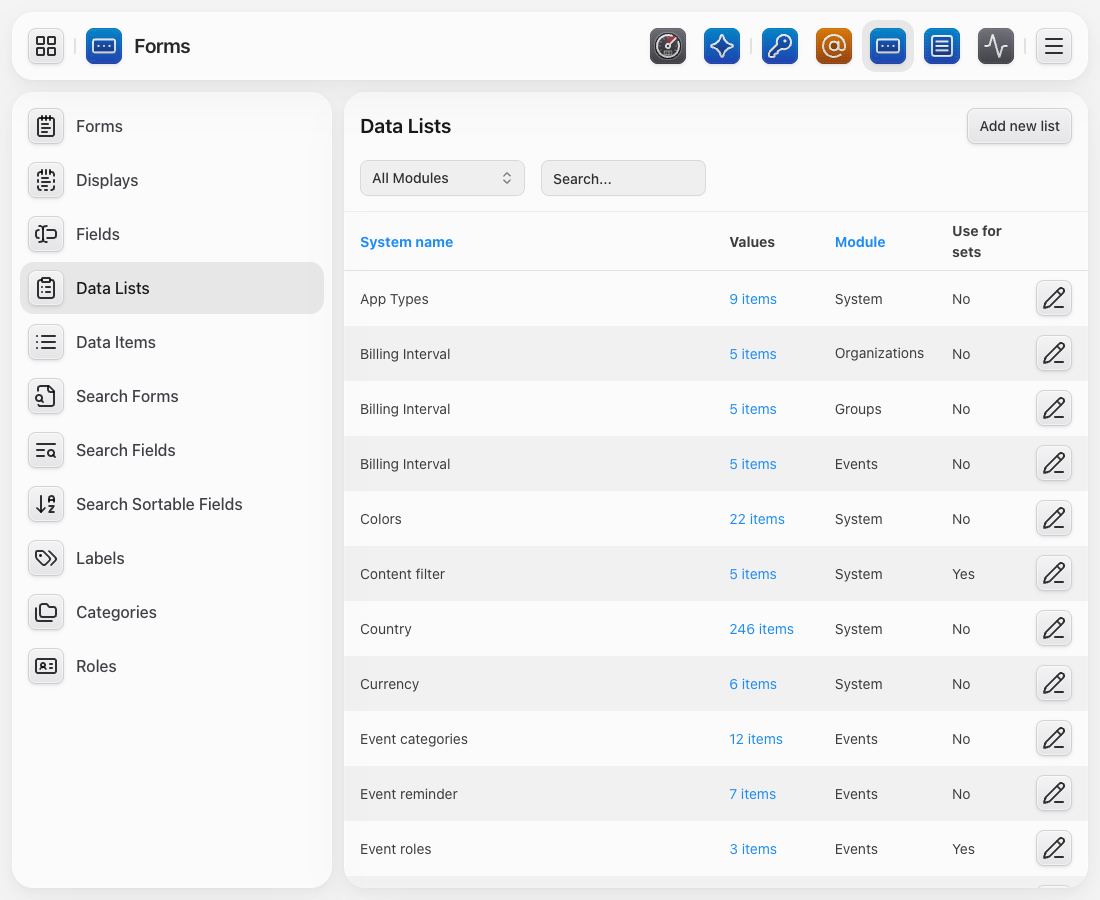 Forms
Forms
Displays
Fields
Data Lists
Data Items
Search Forms
Search Fields
Search Sortable Fields
Labels
Categories
Roles
Data Lists
Add new list
All Modules
Search...
System name Values Module Use for sets
App Types 9 items System No
Billing Interval 5 items Organizations No
Billing Interval 5 items Groups No
Billing Interval 5 items Events No
Colors 22 items System No
Content filter 5 items System Yes
Country 246 items System No
Currency 6 items System No
Event categories 12 items Events No
Event reminder 7 items Events No
Event roles 3 items Events Yes